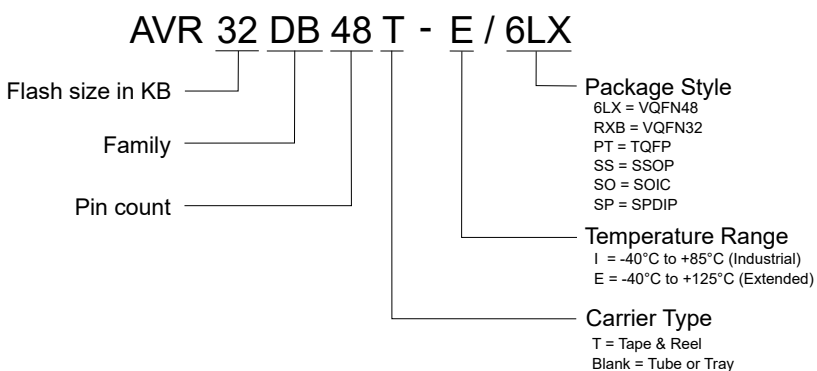 AVR 32 DB 48 T - E / 6LX
Flash size in KB
Family
Pin count
Package Style
6LX = VQFN48
RXB = VQFN32
PT = TQFP
SS = SSOP
SO = SOIC
SP = SPDIP
Temperature Range
I = -40°C to +85°C (Industrial)
E = -40°C to +125°C (Extended)
Carrier Type
T = Tape & Reel
Blank = Tube or Tray